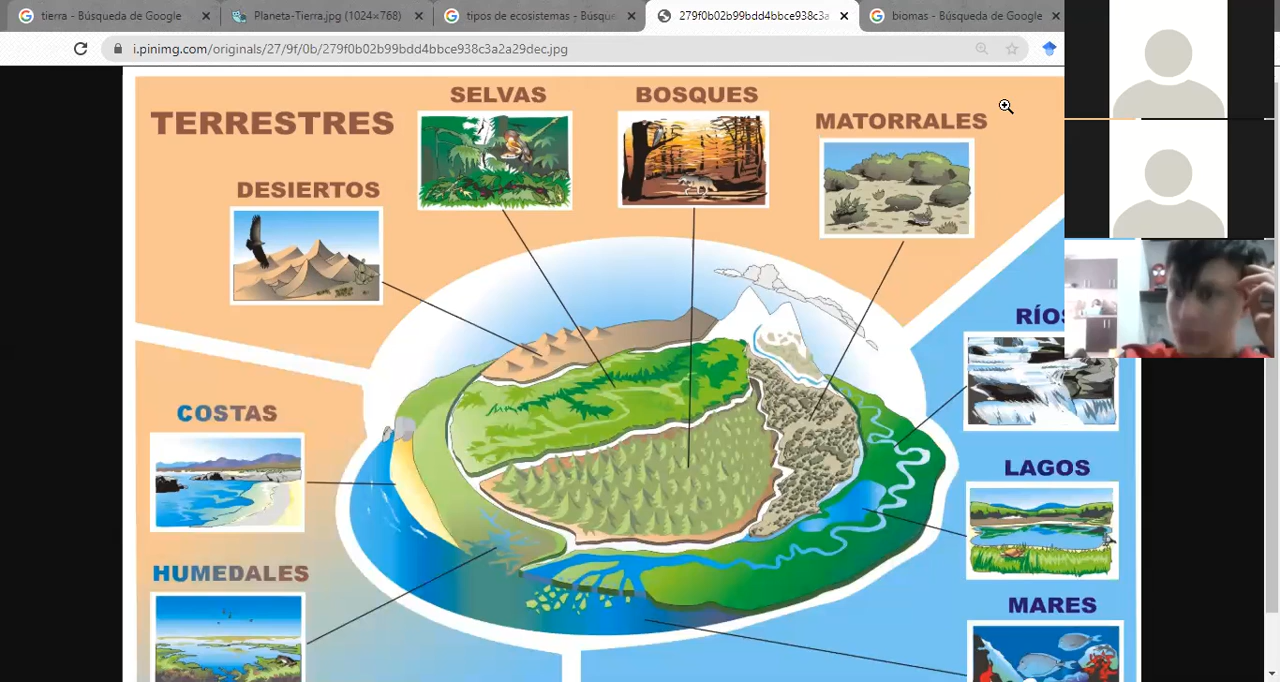 tierra - Búsqueda de Google
Planeta-Tierra.jpg (1024×768)
tipos de ecosistemas - Búsque
279f0b02b99bdd4bbce938c3a
biomas - Búsqueda de Google
i.pinimg.com/originals/27/9f/0b/279f0b02b99bdd4bbce938c3a2a29dec.jpg
TERRESTRES
SELVAS
BOSQUES
MATORRALES
DESIERTOS
RÍOS
COSTAS
LAGOS
HUMEDALES
MARES